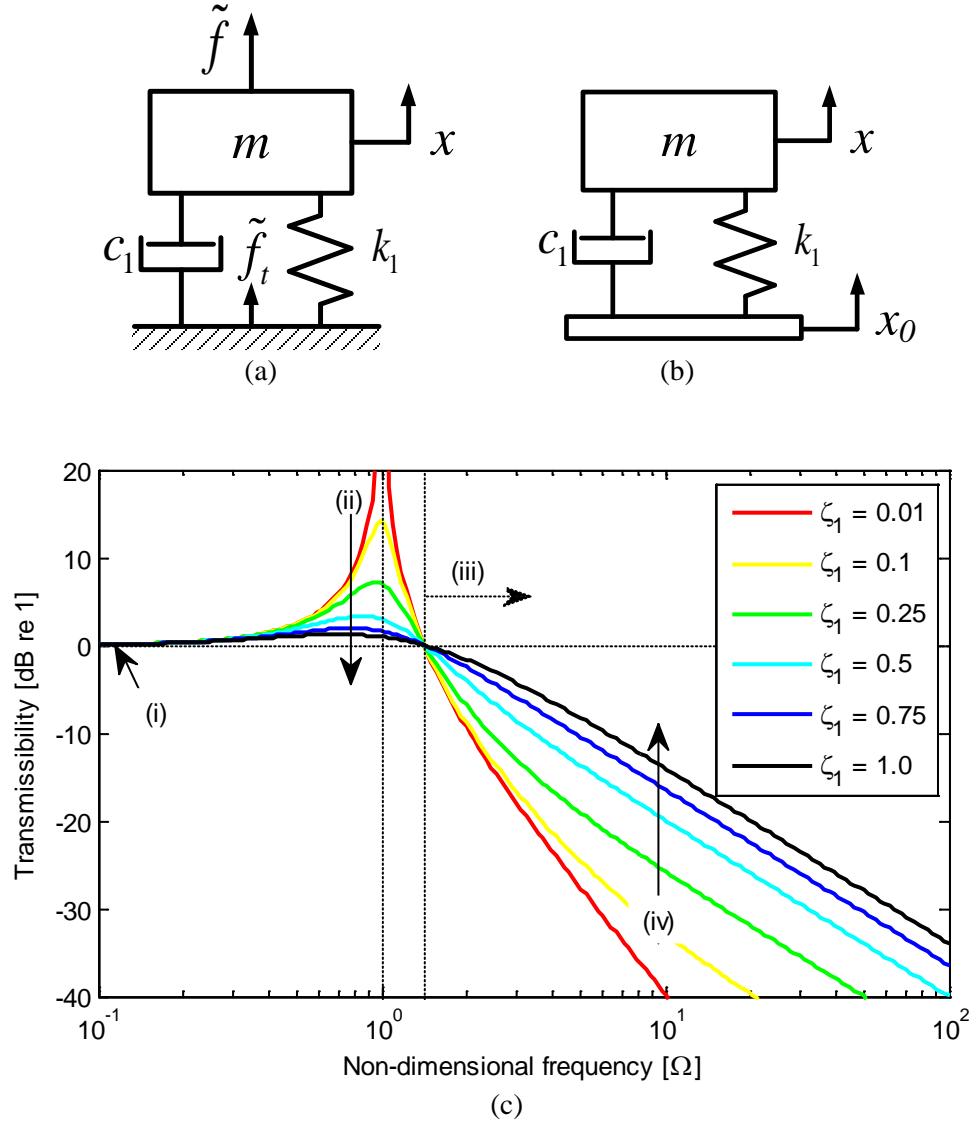 f̃
m
x
c₁
f̃ₜ
k₁
(a)
m
x
c₁
k₁
x₀
(b)
20
10
0
-10
-20
-30
-40
Transmissibility [dB re 1]
(i)
(ii)
(iii)
(iv)
ζ₁ = 0.01
ζ₁ = 0.1
ζ₁ = 0.25
ζ₁ = 0.5
ζ₁ = 0.75
ζ₁ = 1.0
10⁻¹
10⁰
10¹
10²
Non-dimensional frequency [Ω]
(c)